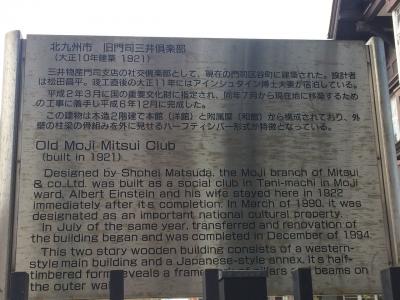 北九州市　旧門司三井倶楽部
(大正10年建築 1921)
三井物産門司支店の社交倶楽部として、現在の門司区谷町に建築された。設計者
は松田昌平。竣工直後の大正11年にはアインシュタイン博士夫妻が宿泊している。
平成2年3月に国の重要文化財に指定され、同年7月から現在地に移築するため
の工事に着手し平成6年12月に完成した。
この建物は木造2階建て本館（洋館）と附属屋（和館）から構成されており、外
壁の柱梁の骨組みを外に見せるハーフティンバー形式が特徴となっている。
Old Moji Mitsui Club
(built in 1921)
Designed by Shohei Matsuda, the Moji branch of Mitsui
& co.,Ltd. was built as a social club in Tani-machi in Moji
ward. Albert Einstein and his wife stayed here in 1922
immediately after its completion. In March of 1990, it was
designated as an important national cultural property.
In July of the same year, transferred and renovation of
the building began and was completed in December of 1994.
This two story wooden building consists of a western-
style main building and a Japanese-style annex. It's half-
timbered form reveals a frame of pillars and beams on
the outer wall.